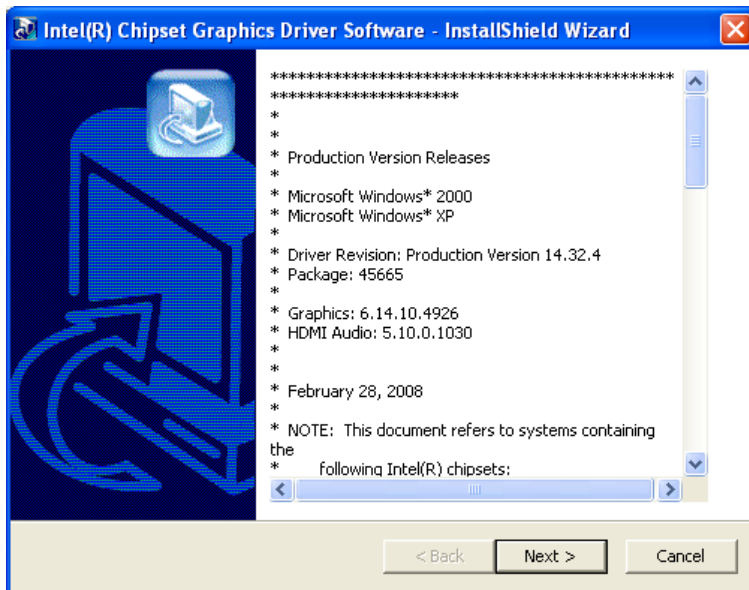 Intel(R) Chipset Graphics Driver Software - InstallShield Wizard
*********************************************
*********************
*
*
* Production Version Releases
*
* Microsoft Windows* 2000
* Microsoft Windows* XP
*
* Driver Revision: Production Version 14.32.4
* Package: 45665
*
* Graphics: 6.14.10.4926
* HDMI Audio: 5.10.0.1030
*
*
* February 28, 2008
*
* NOTE: This document refers to systems containing
the
* following Intel(R) chipsets:
< Back
Next >
Cancel